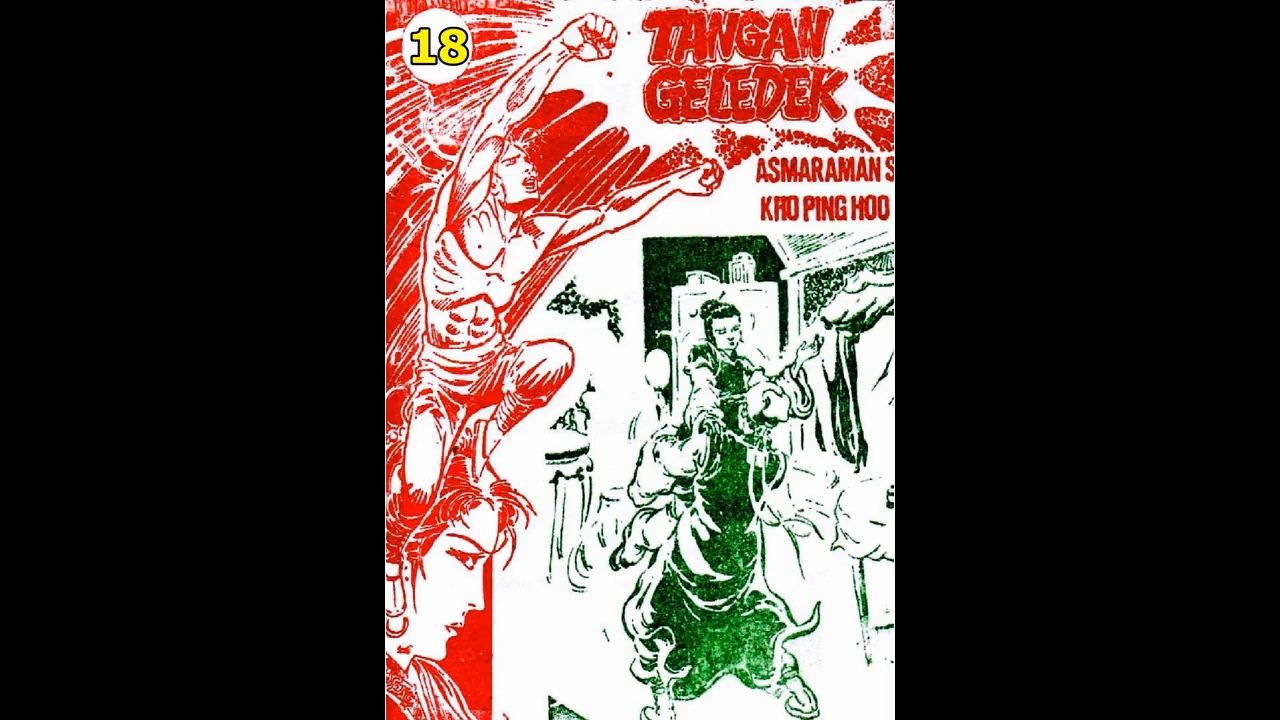 18
TANGAN
GELEDEK
ASMARAMAN S
KHO PING HOO